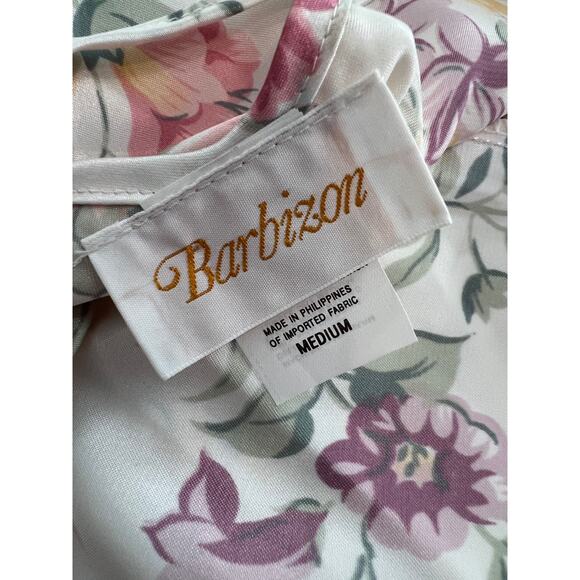 Barbizon
MADE IN PHILIPPINES
OF IMPORTED FABRIC
MEDIUM